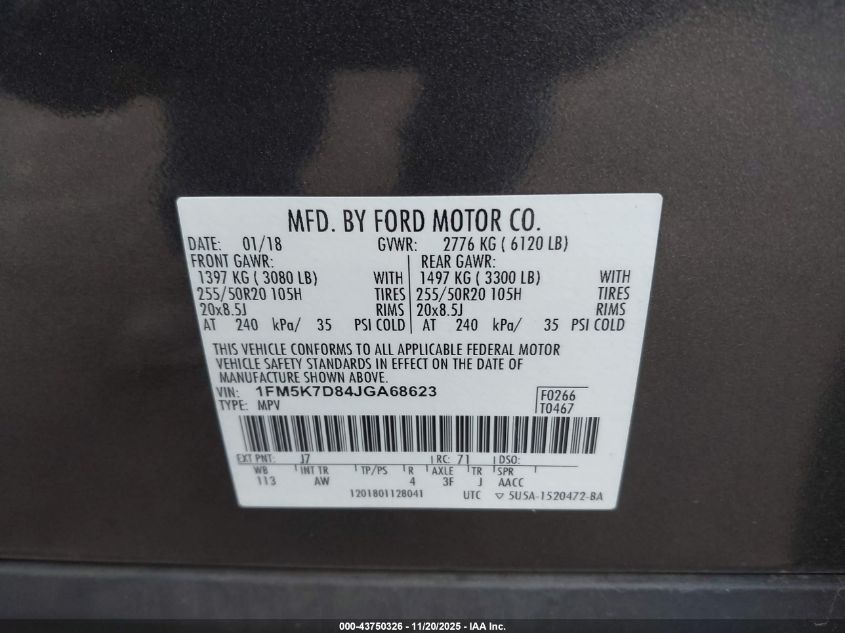 MFD. BY FORD MOTOR CO.
DATE: 01/18 GVWR: 2776 KG ( 6120 LB)
FRONT GAWR: REAR GAWR:
1397 KG ( 3080 LB) WITH 1497 KG ( 3300 LB) WITH
255/50R20 105H TIRES 255/50R20 105H TIRES
20x8.5J RIMS 20x8.5J RIMS
AT 240 kPa/ 35 PSI COLD AT 240 kPa/ 35 PSI COLD
THIS VEHICLE CONFORMS TO ALL APPLICABLE FEDERAL MOTOR
VEHICLE SAFETY STANDARDS IN EFFECT ON THE DATE OF
MANUFACTURE SHOWN ABOVE.
VIN: 1FM5K7D84JGA68623 F0266
TYPE: MPV T0467
EXT PNT: J7 RC: 71 DSO:
WB INT TR TP/PS R AXLE TR SPR
113 AW 4 3F J AACC
1201801128041 UTC ▽ 5U5A-1520472-BA
000-43750326 - 11/20/2025 - IAA Inc.